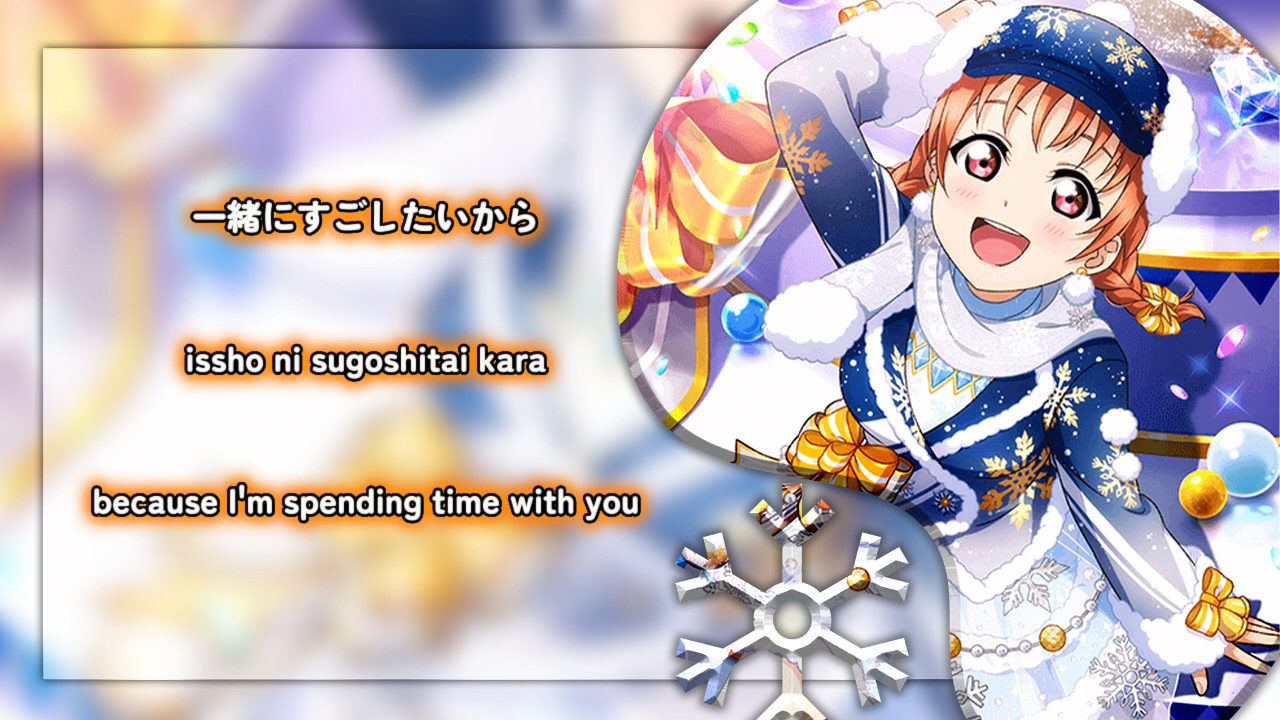 一緒にすごしたいから
issho ni sugoshitai kara
because I'm spending time with you